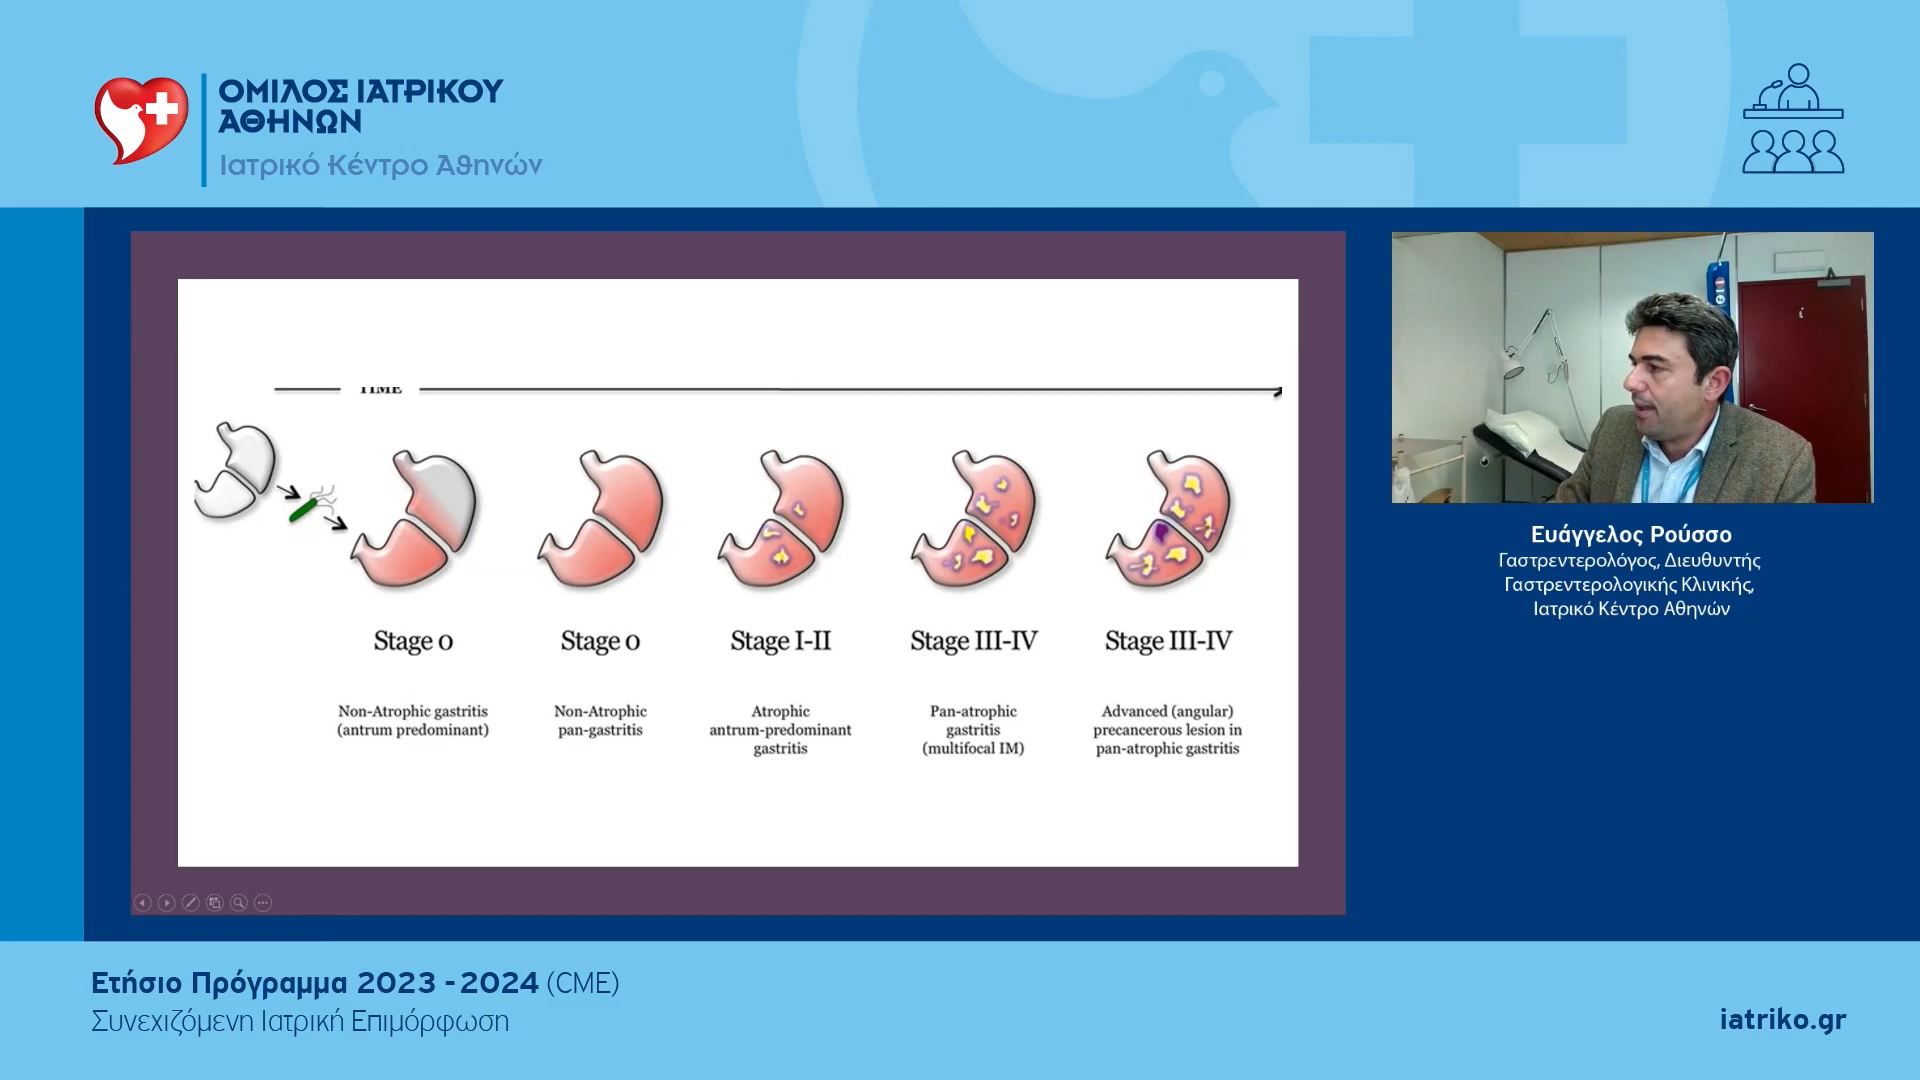 ΟΜΙΛΟΣ ΙΑΤΡΙΚΟΥ
ΑΘΗΝΩΝ
Ιατρικό Κέντρο Αθηνών
TIME
Stage 0
Stage 0
Stage I-II
Stage III-IV
Stage III-IV
Non-Atrophic gastritis
(antrum predominant)
Non-Atrophic
pan-gastritis
Atrophic
antrum-predominant
gastritis
Pan-atrophic
gastritis
(multifocal IM)
Advanced (angular)
precancerous lesion in
pan-atrophic gastritis
Ευάγγελος Ρούσσο
Γαστρεντερολόγος, Διευθυντής
Γαστρεντερολογικής Κλινικής,
Ιατρικό Κέντρο Αθηνών
Ετήσιο Πρόγραμμα 2023 - 2024 (CME)
Συνεχιζόμενη Ιατρική Επιμόρφωση
iatriko.gr